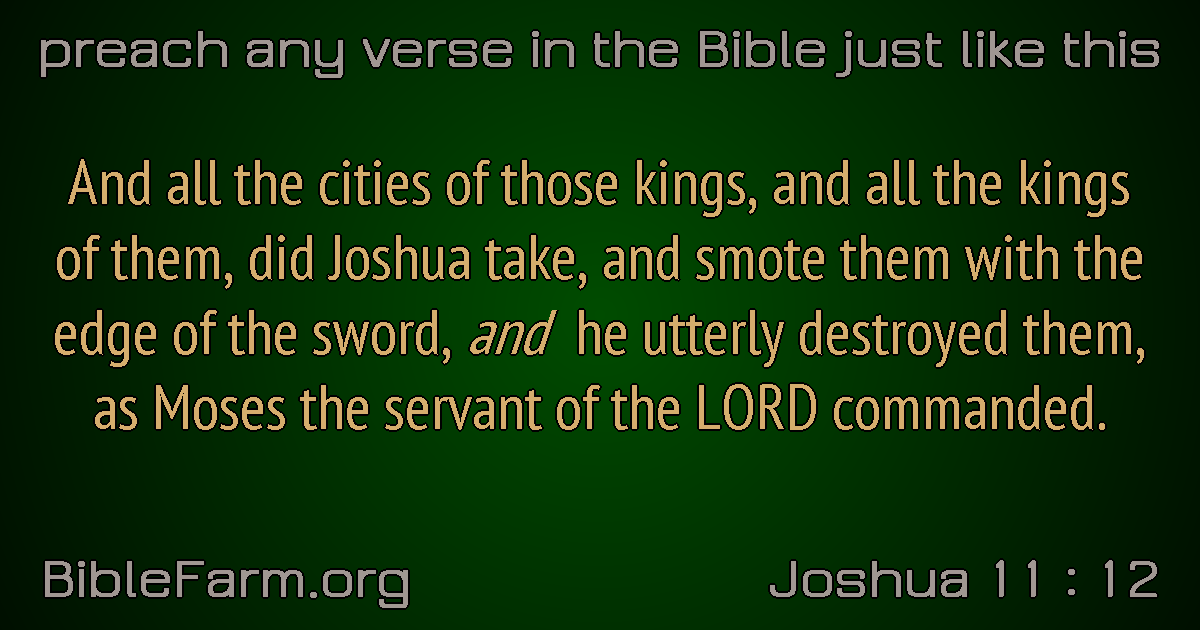 preach any verse in the Bible just like this
And all the cities of those kings, and all the kings
of them, did Joshua take, and smote them with the
edge of the sword, and he utterly destroyed them,
as Moses the servant of the LORD commanded.
BibleFarm.org
Joshua 11 : 12